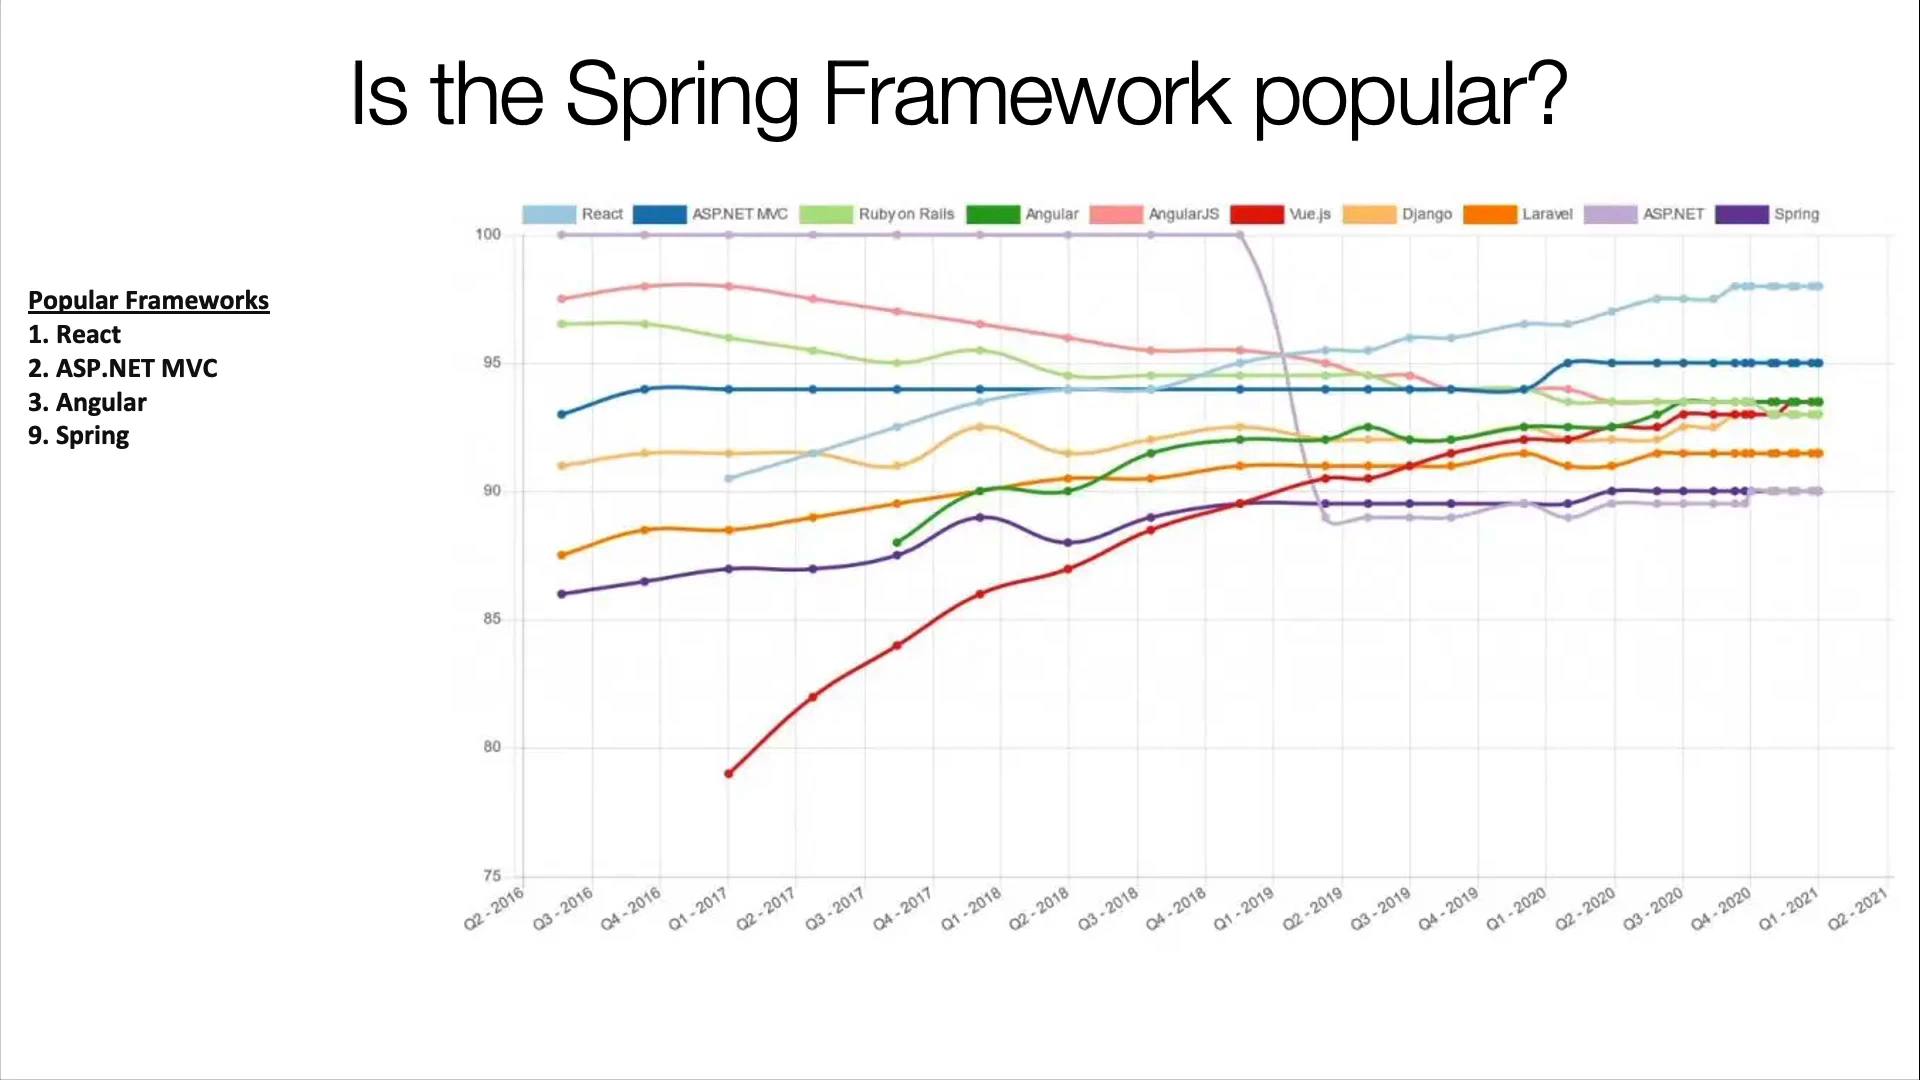 Is the Spring Framework popular?
React ASP.NET MVC Ruby on Rails Angular AngularJS Vue.js Django Laravel ASP.NET Spring
Popular Frameworks
1. React
2. ASP.NET MVC
3. Angular
9. Spring
100
95
90
85
80
75
Q2 - 2016
Q3 - 2016
Q4 - 2016
Q1 - 2017
Q2 - 2017
Q3 - 2017
Q4 - 2017
Q1 - 2018
Q2 - 2018
Q3 - 2018
Q4 - 2018
Q1 - 2019
Q2 - 2019
Q3 - 2019
Q4 - 2019
Q1 - 2020
Q2 - 2020
Q3 - 2020
Q4 - 2020
Q1 - 2021
Q2 - 2021